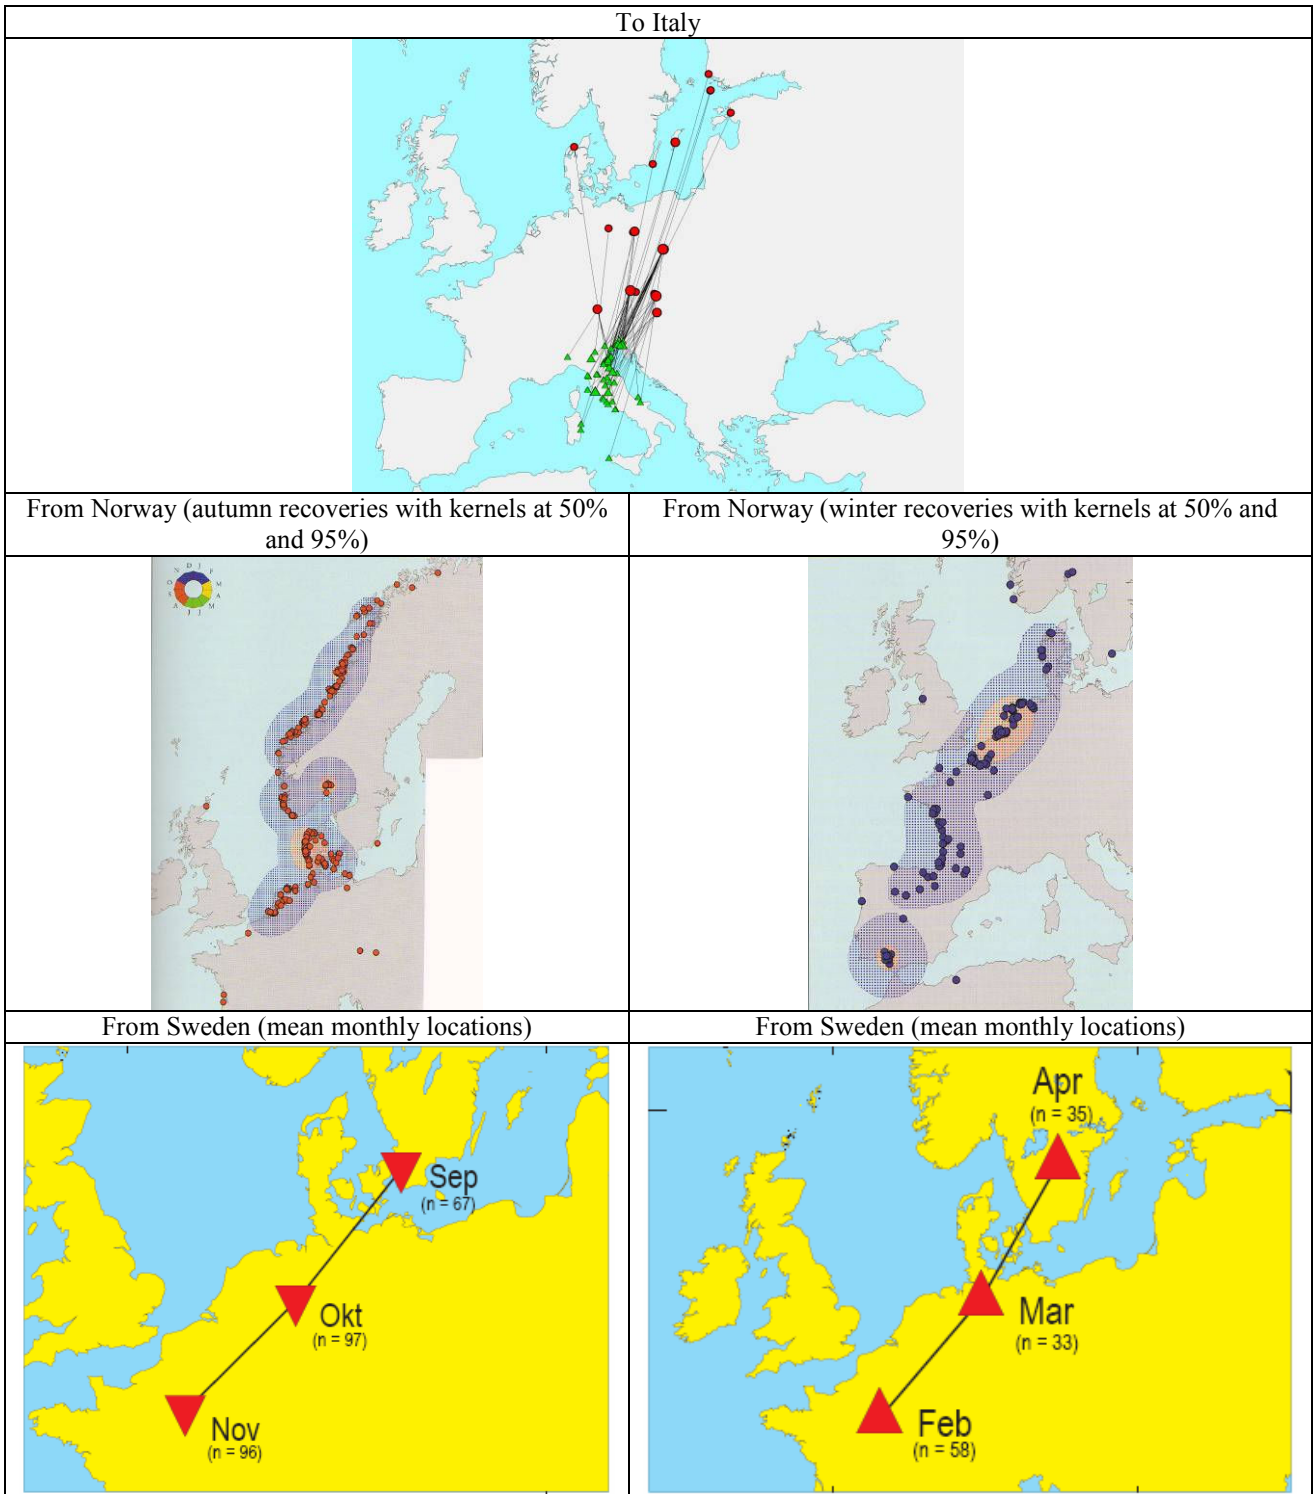 To Italy
From Norway (autumn recoveries with kernels at 50%
and 95%)
From Norway (winter recoveries with kernels at 50% and
95%)
N D J F
O M
S A
A J J M
From Sweden (mean monthly locations)
From Sweden (mean monthly locations)
Sep
(n = 67)
Okt
(n = 97)
Nov
(n = 96)
Apr
(n = 35)
Mar
(n = 33)
Feb
(n = 58)